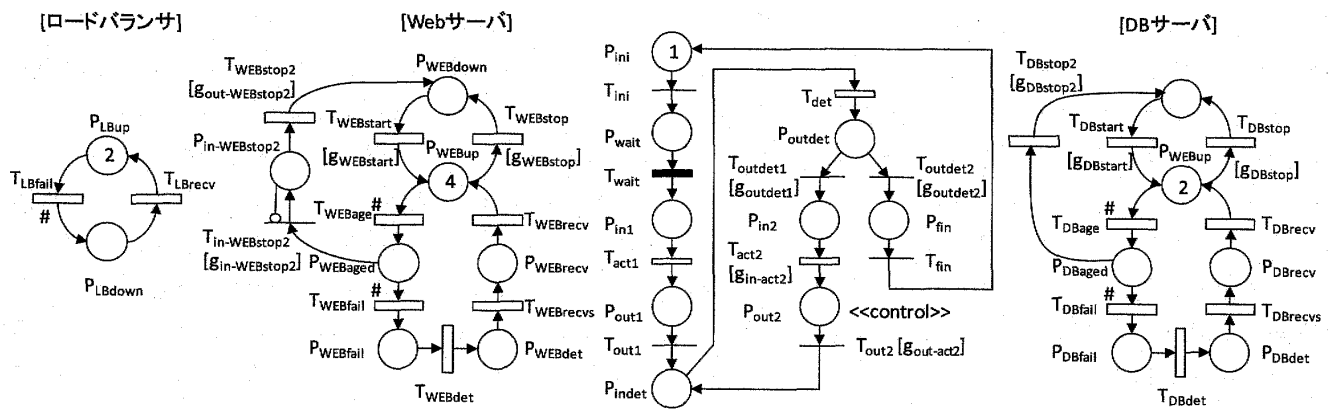 [ロードバランサ]
P_LBup
2
T_LBfail
#
T_LBrecv
P_LBdown
[Webサーバ]
T_WEBstop2
[g_out-WEBstop2]
P_WEBdown
T_WEBstart
[g_WEBstart]
T_WEBstop
[g_WEBstop]
P_in-WEBstop2
P_WEBup
4
T_WEBage
#
T_WEBrecv
T_in-WEBstop2
[g_in-WEBstop2]
P_WEBaged
P_WEBrecv
#
T_WEBfail
T_WEBrecvs
P_WEBfail
P_WEBdet
T_WEBdet
P_ini
1
T_ini
P_wait
T_wait
P_in1
T_act1
P_out1
T_out1
P_indet
T_det
P_outdet
T_outdet1
[g_outdet1]
T_outdet2
[g_outdet2]
P_in2
P_fin
T_act2
[g_in-act2]
T_fin
P_out2
<<control>>
T_out2 [g_out-act2]
[DBサーバ]
T_DBstop2
[g_DBstop2]
T_DBstart
[g_DBstart]
T_DBstop
[g_DBstop]
P_WEBup
2
#
T_DBage
T_DBrecv
P_DBaged
P_DBrecv
#
T_DBfail
T_DBrecvs
P_DBfail
P_DBdet
T_DBdet